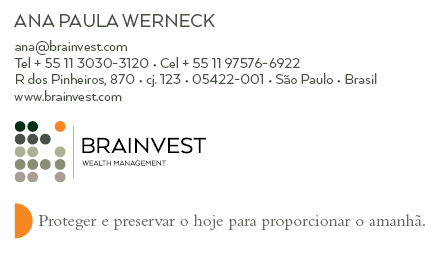 ANA PAULA WERNECK
ana@brainvest.com
Tel + 55 11 3030-3120 • Cel + 55 11 97576-6922
R dos Pinheiros, 870 • cj. 123 • 05422-001 • São Paulo • Brasil
www.brainvest.com
BRAINVEST
WEALTH MANAGEMENT
Proteger e preservar o hoje para proporcionar o amanhã.